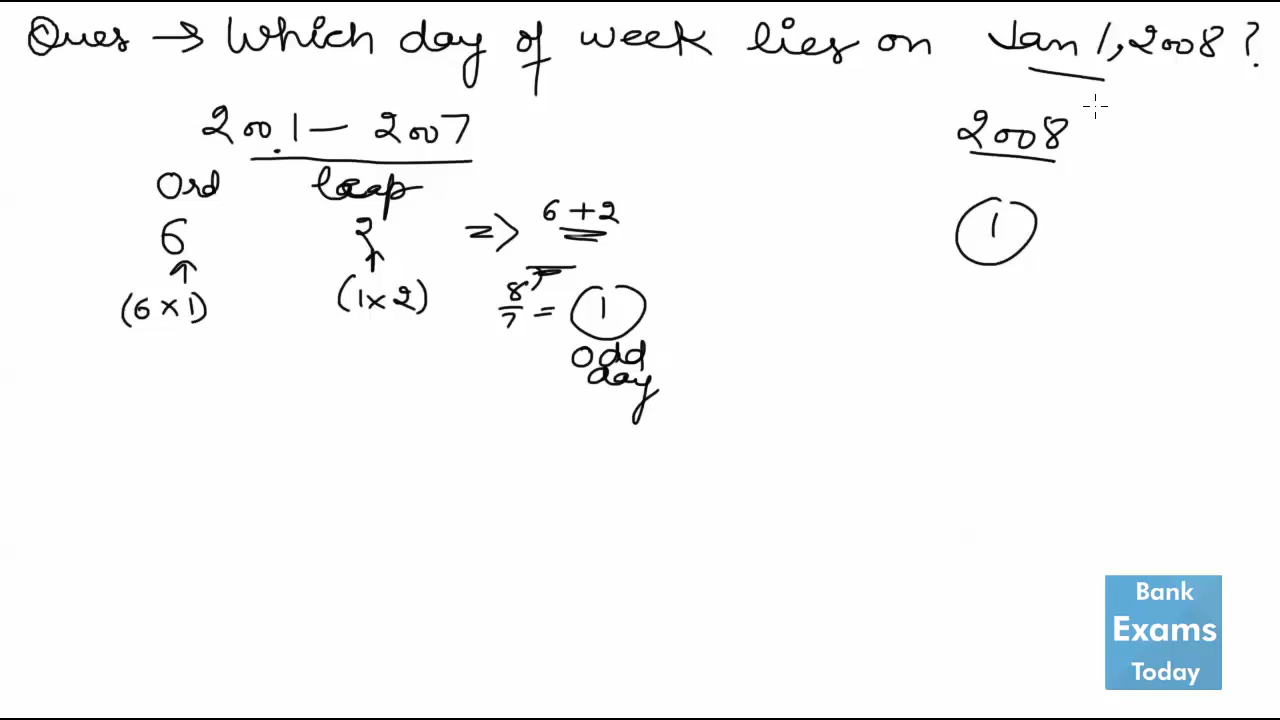 Ques → Which day of week lies on Jan 1, 2008 ?
2001 — 2007
2008
Ord leap
6 2 => 6 + 2
1
(6 x 1) (1 x 2) 8/7 = 1
odd
day
Bank
Exams
Today